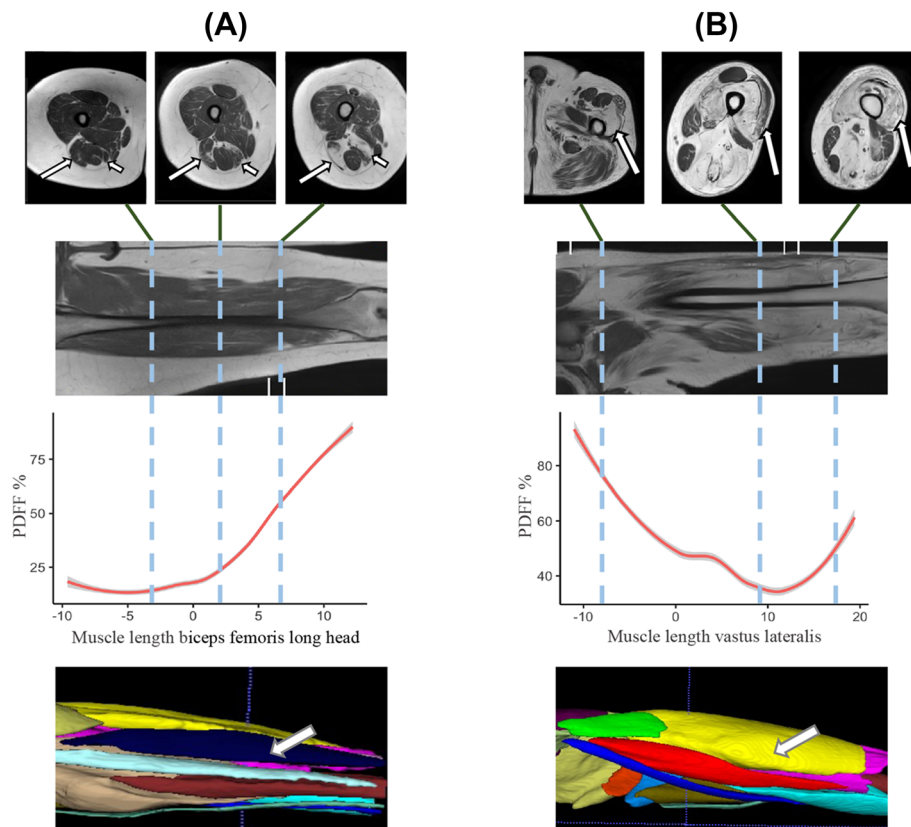 (A)
(B)
PDFF %
75
50
25
-10
-5
0
5
10
Muscle length biceps femoris long head
PDFF %
80
60
40
-10
0
10
20
Muscle length vastus lateralis